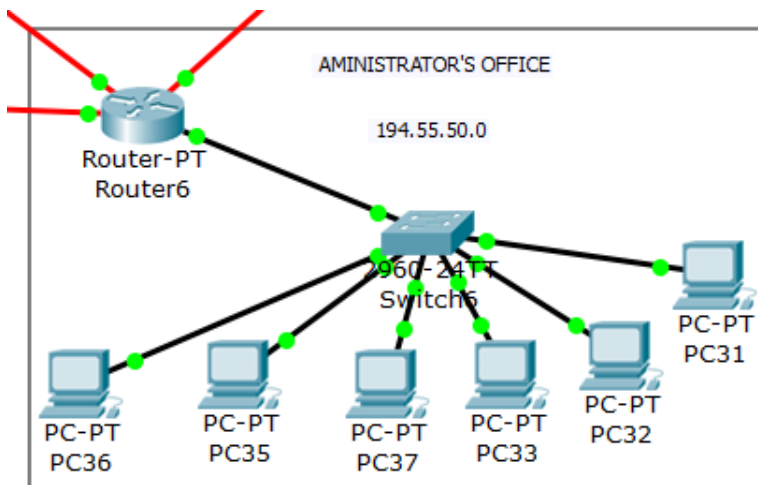 AMINISTRATOR'S OFFICE
194.55.50.0
Router-PT
Router6
2960-24TT
Switch6
PC-PT
PC31
PC-PT
PC32
PC-PT
PC33
PC-PT
PC37
PC-PT
PC35
PC-PT
PC36